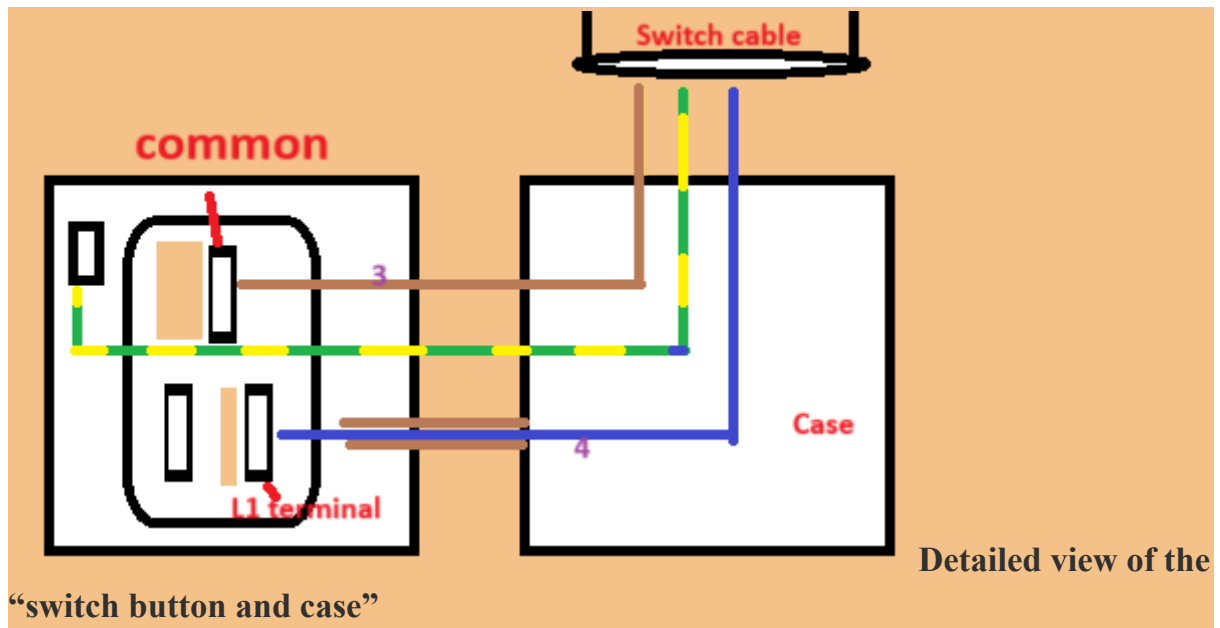 Switch cable
common
3
Case
4
L1 terminal
Detailed view of the
“switch button and case”